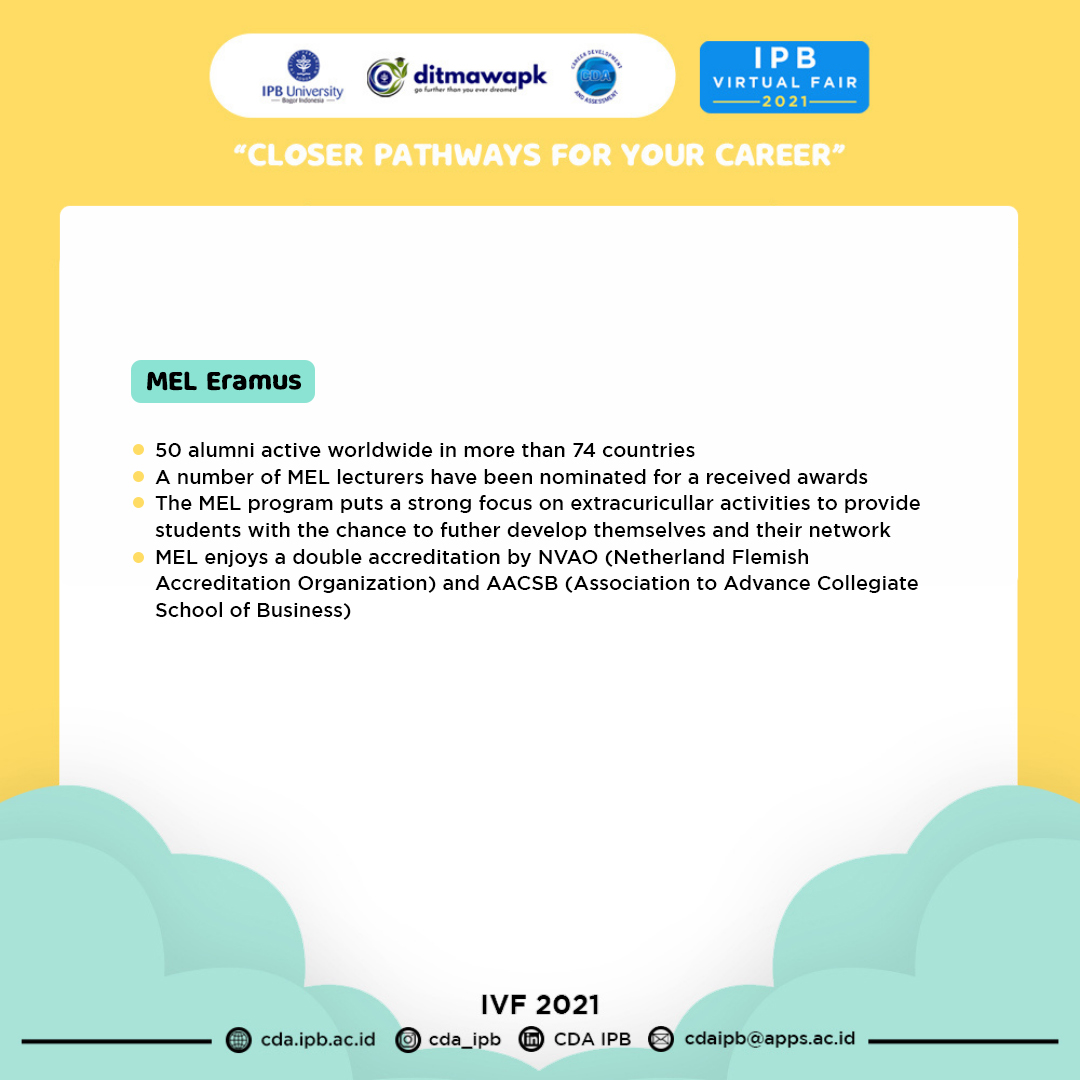 IPB University
Bogor Indonesia
ditmawapk
go further than you ever dreamed
CAREER DEVELOPMENT
CDA
AND ASSESSMENT
IPB
VIRTUAL FAIR
2021
“CLOSER PATHWAYS FOR YOUR CAREER”
MEL Eramus
50 alumni active worldwide in more than 74 countries
A number of MEL lecturers have been nominated for a received awards
The MEL program puts a strong focus on extracuricullar activities to provide
students with the chance to futher develop themselves and their network
MEL enjoys a double accreditation by NVAO (Netherland Flemish
Accreditation Organization) and AACSB (Association to Advance Collegiate
School of Business)
IVF 2021
cda.ipb.ac.id cda_ipb CDA IPB cdaipb@apps.ac.id